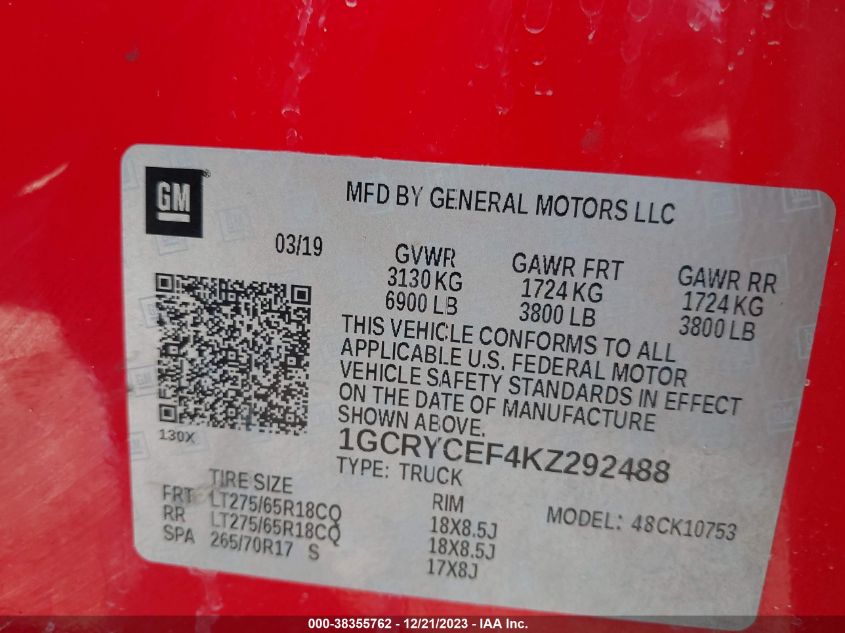 GM®
MFD BY GENERAL MOTORS LLC
03/19
GVWR GAWR FRT GAWR RR
3130 KG 1724 KG 1724 KG
6900 LB 3800 LB 3800 LB
THIS VEHICLE CONFORMS TO ALL
APPLICABLE U.S. FEDERAL MOTOR
VEHICLE SAFETY STANDARDS IN EFFECT
ON THE DATE OF MANUFACTURE
SHOWN ABOVE.
130X
1GCRYCEF4KZ292488
TYPE: TRUCK
TIRE SIZE RIM MODEL: 48CK10753
FRT LT275/65R18CQ 18X8.5J
RR LT275/65R18CQ 18X8.5J
SPA 265/70R17 S 17X8J
000-38355762 - 12/21/2023 - IAA Inc.